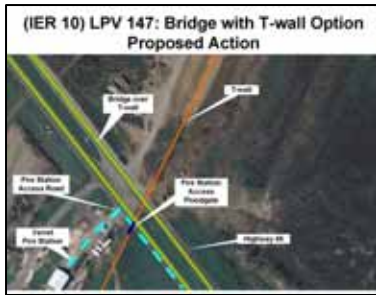 (IER 10) LPV 147: Bridge with T-wall Option
Proposed Action
Bridge over
T-wall
T-wall
Fire Station
Access Road
Fire Station
Access
Floodgate
Verret
Fire Station
Highway 46